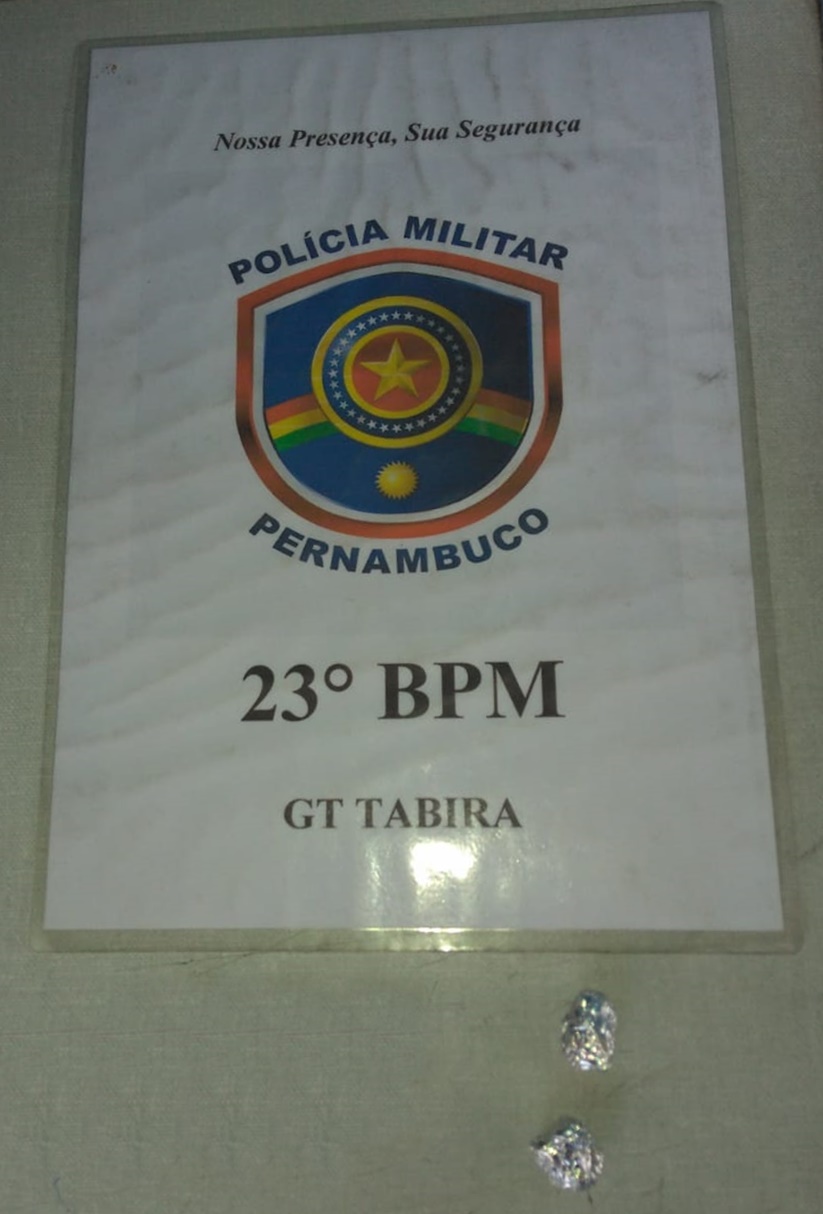 Nossa Presença, Sua Segurança
POLÍCIA MILITAR
PERNAMBUCO
23° BPM
GT TABIRA